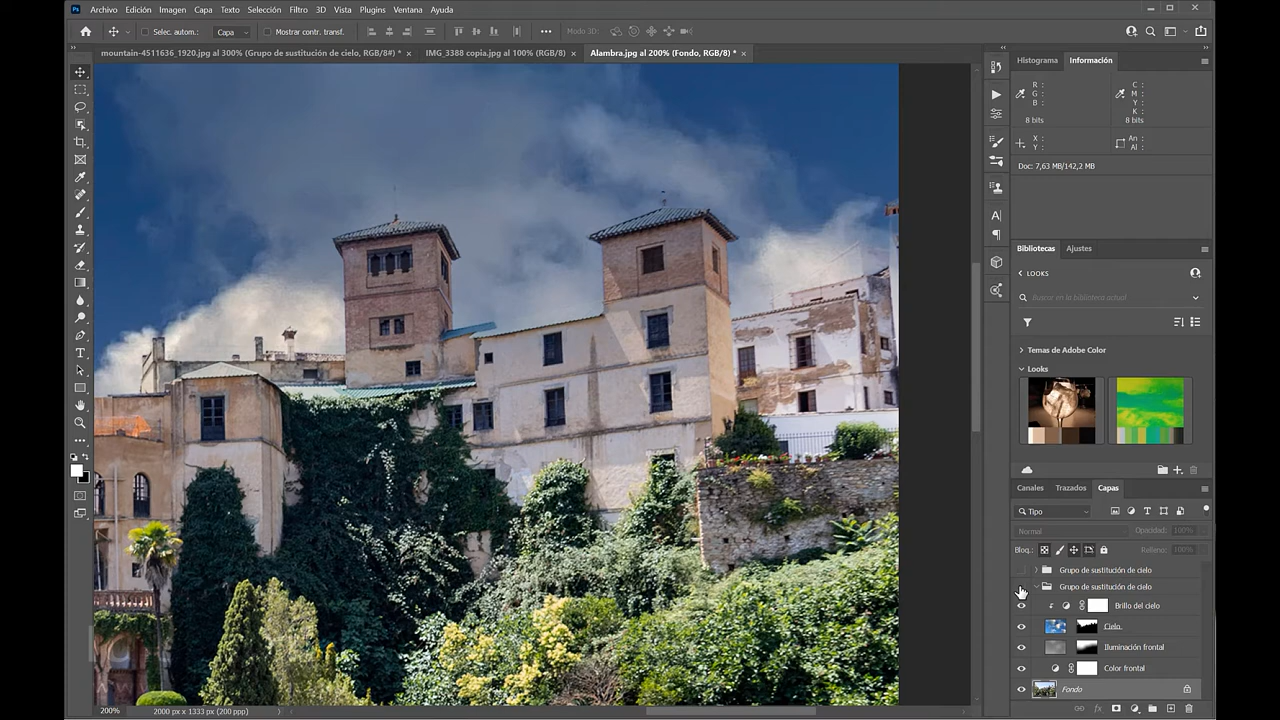 Ps Archivo Edición Imagen Capa Texto Selección Filtro 3D Vista Plugins Ventana Ayuda
Selec. autom.: Capa Mostrar contr. transf. Modo 3D:
mountain-4511636_1920.jpg al 300% (Grupo de sustitución de cielo, RGB/8#) * IMG_3388 copia.jpg al 100% (RGB/8) Alambra.jpg al 200% (Fondo, RGB/8) *
Histograma Información
R : C :
G : M :
B : Y :
K :
8 bits 8 bits
X : An :
Y : Al :
Doc: 7,63 MB/142,2 MB
Bibliotecas Ajustes
LOOKS
Buscar en la biblioteca actual
Temas de Adobe Color
Looks
Canales Trazados Capas
Tipo
Normal Opacidad: 100%
Bloq.: Relleno: 100%
Grupo de sustitución de cielo
Grupo de sustitución de cielo
Brillo del cielo
Cielo
Iluminación frontal
Color frontal
Fondo
200% 2000 px x 1333 px (200 ppp)